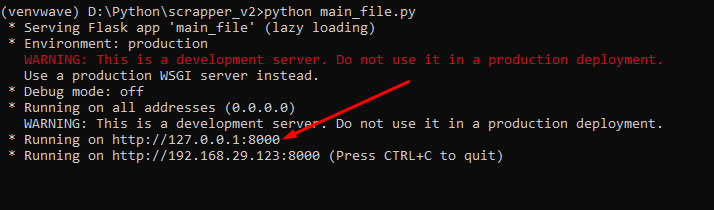 (venvwave) D:\Python\scrapper_v2>python main_file.py
* Serving Flask app 'main_file' (lazy loading)
* Environment: production
WARNING: This is a development server. Do not use it in a production deployment.
Use a production WSGI server instead.
* Debug mode: off
* Running on all addresses (0.0.0.0)
WARNING: This is a development server. Do not use it in a production deployment.
* Running on http://127.0.0.1:8000
* Running on http://192.168.29.123:8000 (Press CTRL+C to quit)